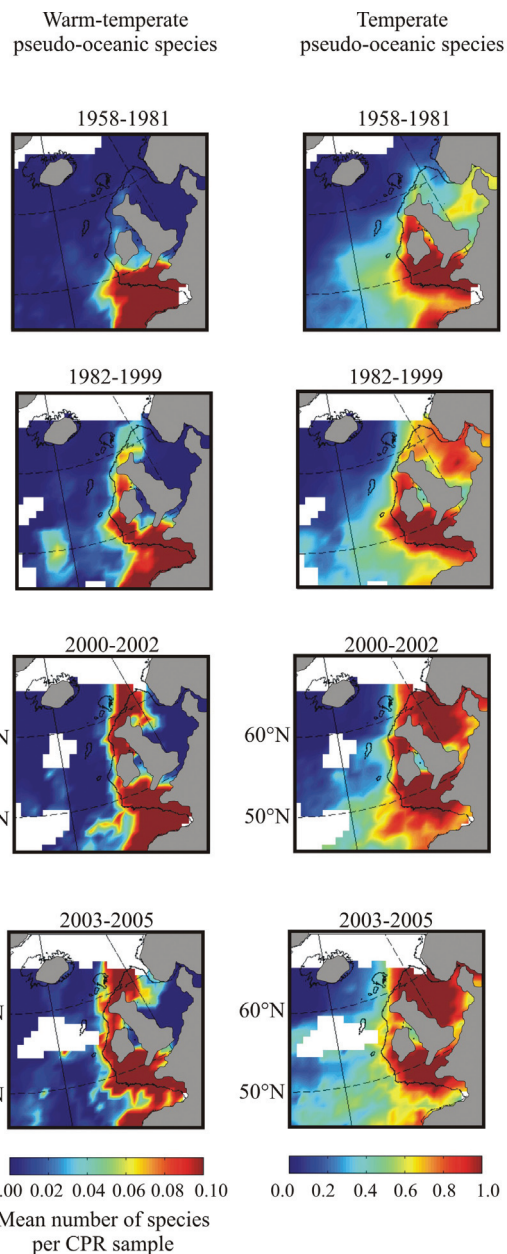 Warm-temperate
pseudo-oceanic species
Temperate
pseudo-oceanic species
1958-1981
1958-1981
1982-1999
1982-1999
2000-2002
2000-2002
N
60°N
N
50°N
2003-2005
2003-2005
N
60°N
N
50°N
.00 0.02 0.04 0.06 0.08 0.10
0.0 0.2 0.4 0.6 0.8 1.0
Mean number of species
per CPR sample